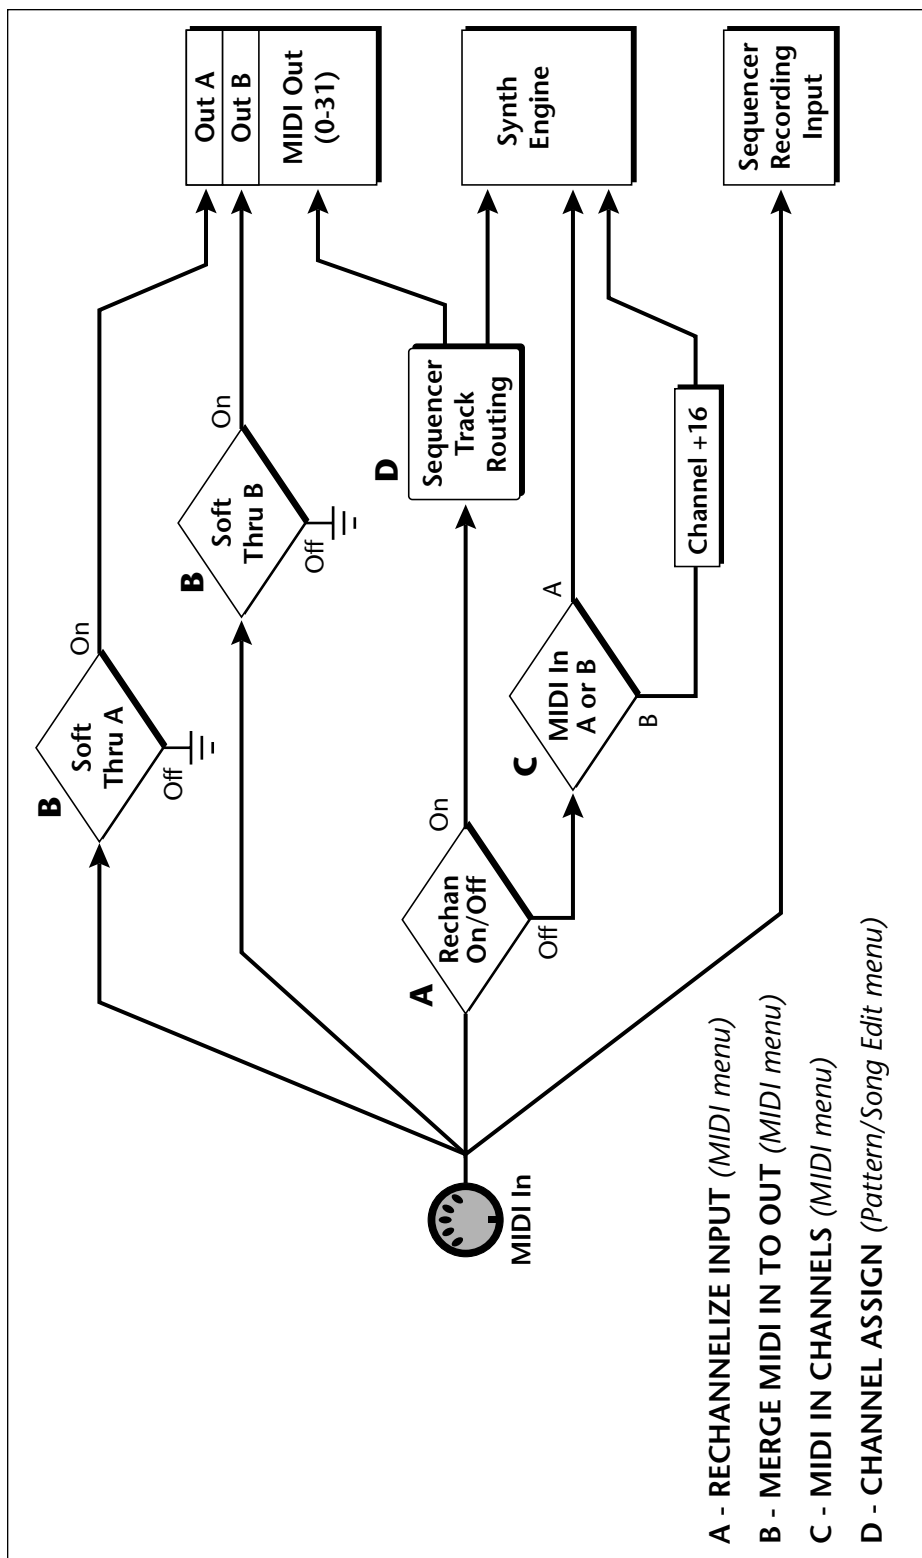 Out A
Out B
MIDI Out
(0-31)
Synth
Engine
Sequencer
Recording
Input
On
B
Soft
Thru A
Off
On
B
Soft
Thru B
Off
D
Sequencer
Track
Routing
Channel +16
A
C
MIDI In
A or B
B
On
A
Rechan
On/Off
Off
MIDI In
A - RECHANNELIZE INPUT (MIDI menu)
B - MERGE MIDI IN TO OUT (MIDI menu)
C - MIDI IN CHANNELS (MIDI menu)
D - CHANNEL ASSIGN (Pattern/Song Edit menu)